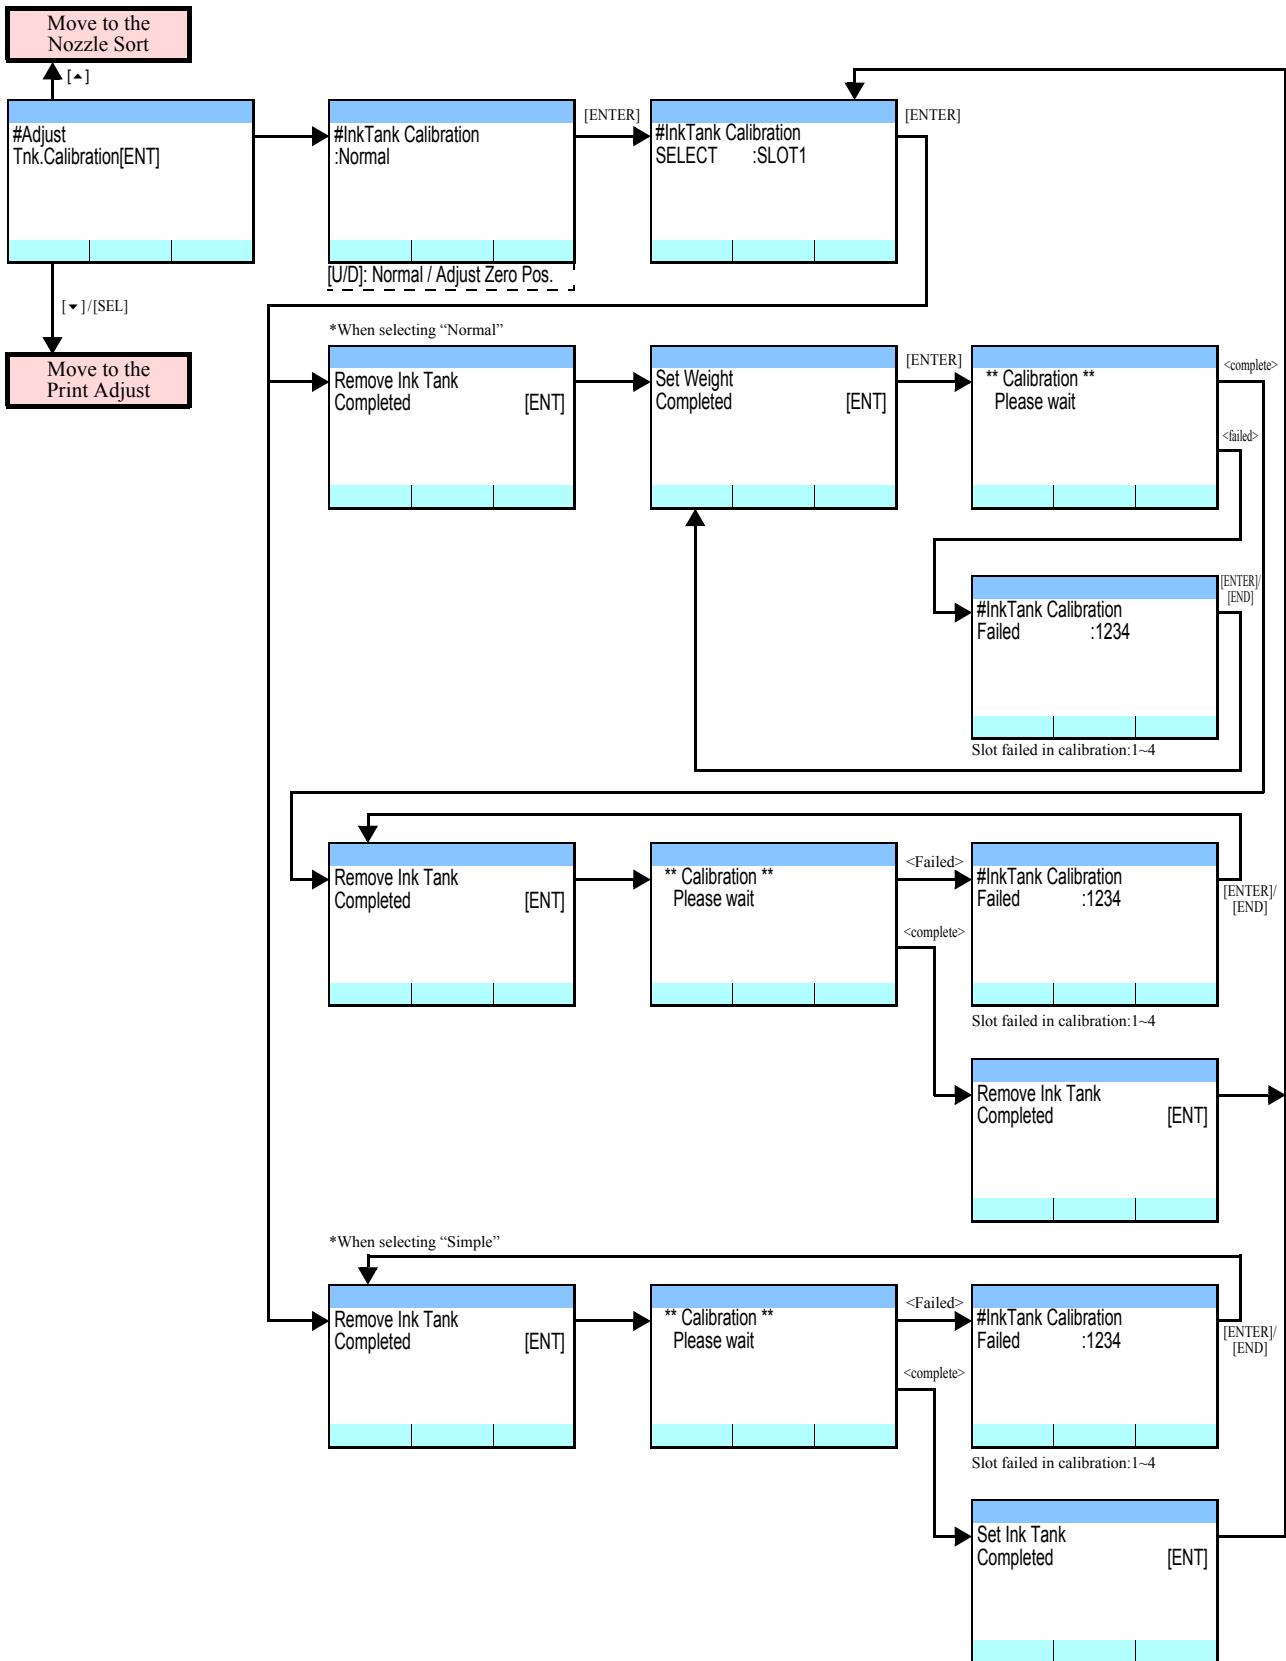 Move to the
Nozzle Sort
[▲]
#Adjust
Tnk.Calibration[ENT]
#InkTank Calibration
:Normal
[ENTER]
#InkTank Calibration
SELECT :SLOT1
[ENTER]
[U/D]: Normal / Adjust Zero Pos.
[▼]/[SEL]
Move to the
Print Adjust
*When selecting “Normal”
Remove Ink Tank
Completed [ENT]
Set Weight
Completed [ENT]
[ENTER]
** Calibration **
Please wait
<complete>
<failed>
#InkTank Calibration
Failed :1234
[ENTER]/
[END]
Slot failed in calibration:1~4
Remove Ink Tank
Completed [ENT]
** Calibration **
Please wait
<Failed>
<complete>
#InkTank Calibration
Failed :1234
[ENTER]/
[END]
Slot failed in calibration:1~4
Remove Ink Tank
Completed [ENT]
*When selecting “Simple”
Remove Ink Tank
Completed [ENT]
** Calibration **
Please wait
<Failed>
<complete>
#InkTank Calibration
Failed :1234
[ENTER]/
[END]
Slot failed in calibration:1~4
Set Ink Tank
Completed [ENT]